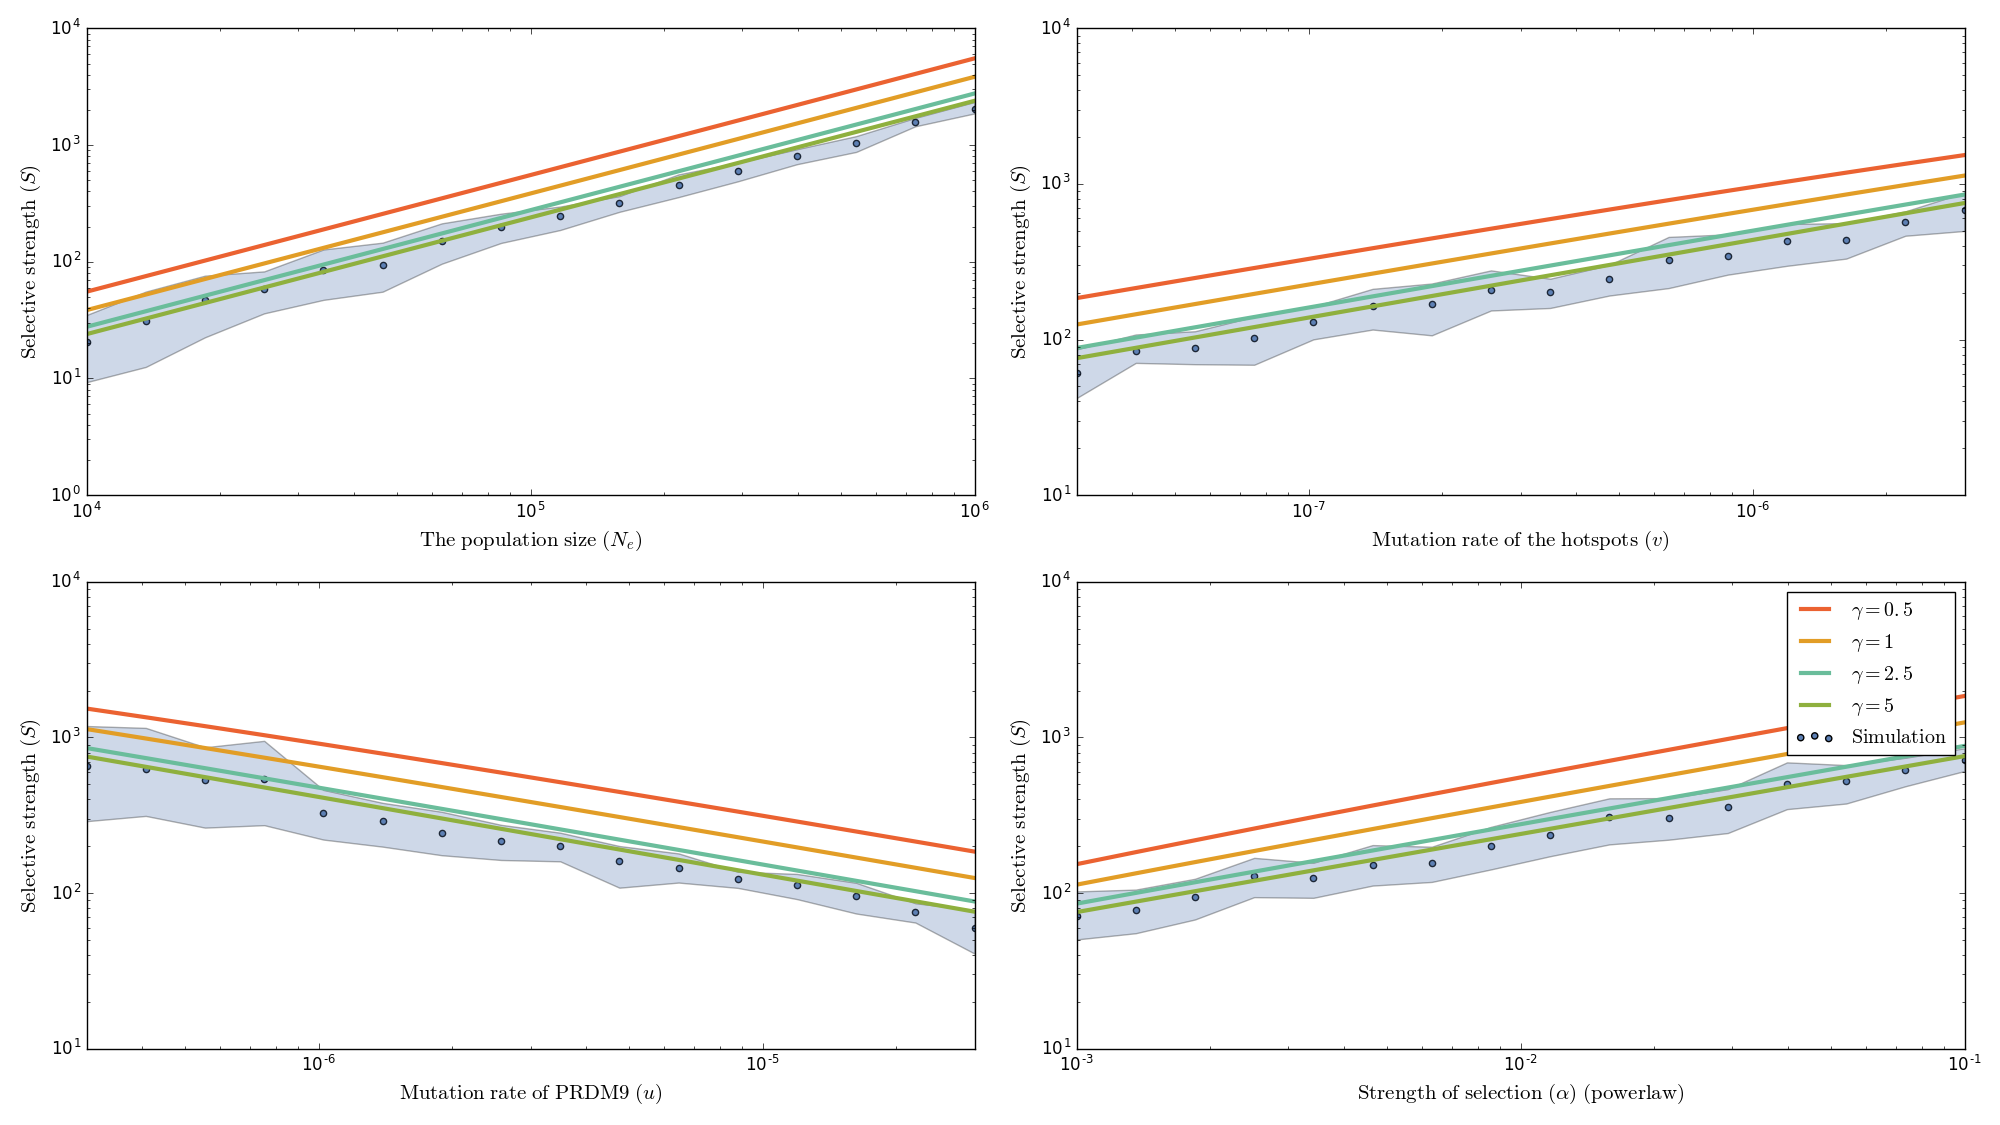 10^4
10^3
10^2
10^1
10^0
Selective strength (S)
10^4 10^5 10^6
The population size (N_e)
10^4
10^3
10^2
10^1
Selective strength (S)
10^-7 10^-6
Mutation rate of the hotspots (v)
10^4
10^3
10^2
10^1
Selective strength (S)
10^-6 10^-5
Mutation rate of PRDM9 (u)
10^4
10^3
10^2
10^1
Selective strength (S)
γ = 0.5
γ = 1
γ = 2.5
γ = 5
Simulation
10^-3 10^-2 10^-1
Strength of selection (α) (powerlaw)